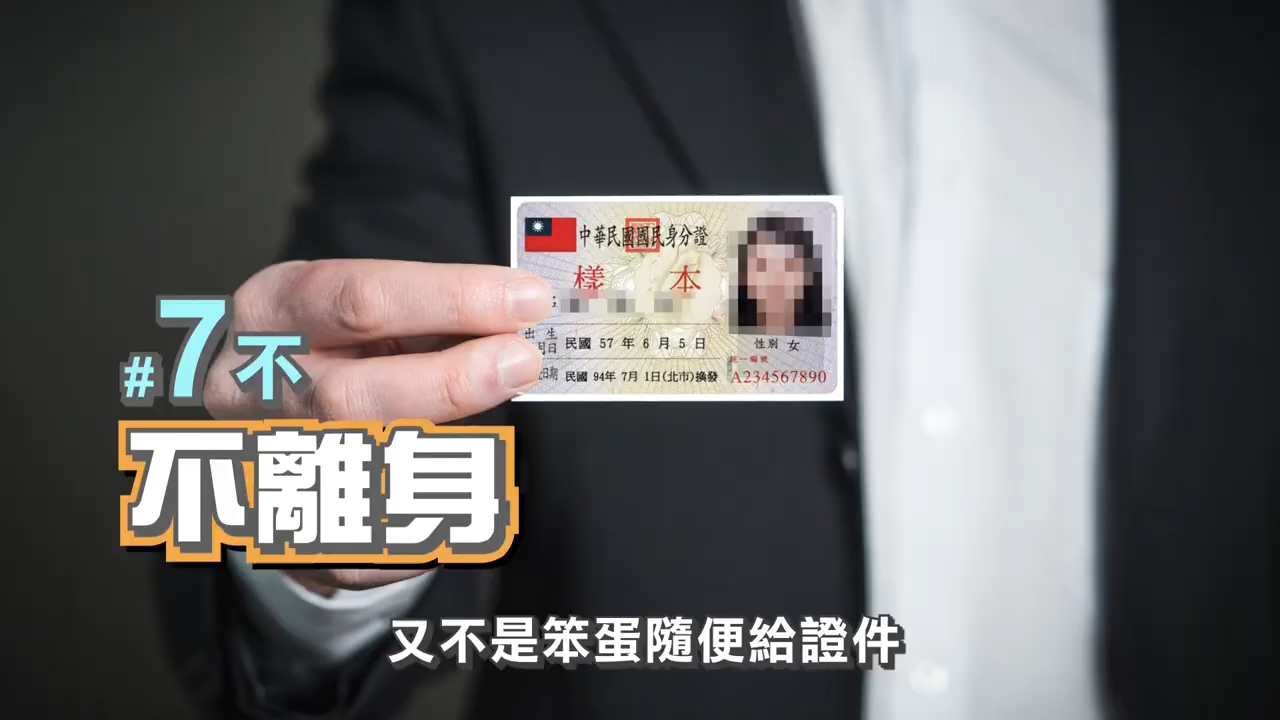 中華民國國民身分證
樣 本
出生
民國 57 年 6 月 5 日
性別 女
統一編號
民國 94年 7月 1日(北市)換發
A234567890
#7不
不離身
又不是笨蛋隨便給證件